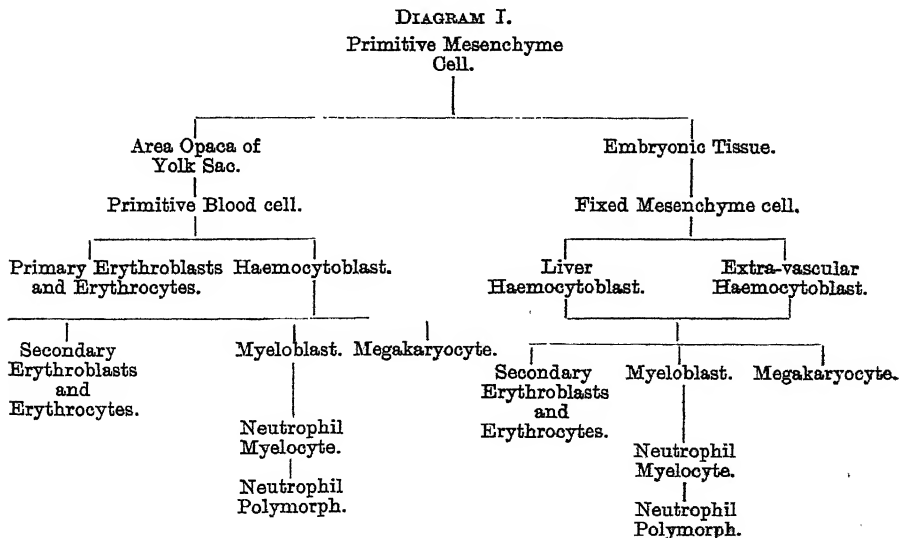 DIAGRAM I.
Primitive Mesenchyme
Cell.
Area Opaca of
Yolk Sac.
Embryonic Tissue.
Primitive Blood cell.
Fixed Mesenchyme cell.
Primary Erythroblasts
and Erythrocytes.
Haemocytoblast.
Liver
Haemocytoblast.
Extra-vascular
Haemocytoblast.
Secondary
Erythroblasts
and
Erythrocytes.
Myeloblast.
Megakaryocyte.
Neutrophil
Myelocyte.
Neutrophil
Polymorph.
Secondary
Erythroblasts
and
Erythrocytes.
Myeloblast.
Megakaryocyte.
Neutrophil
Myelocyte.
Neutrophil
Polymorph.